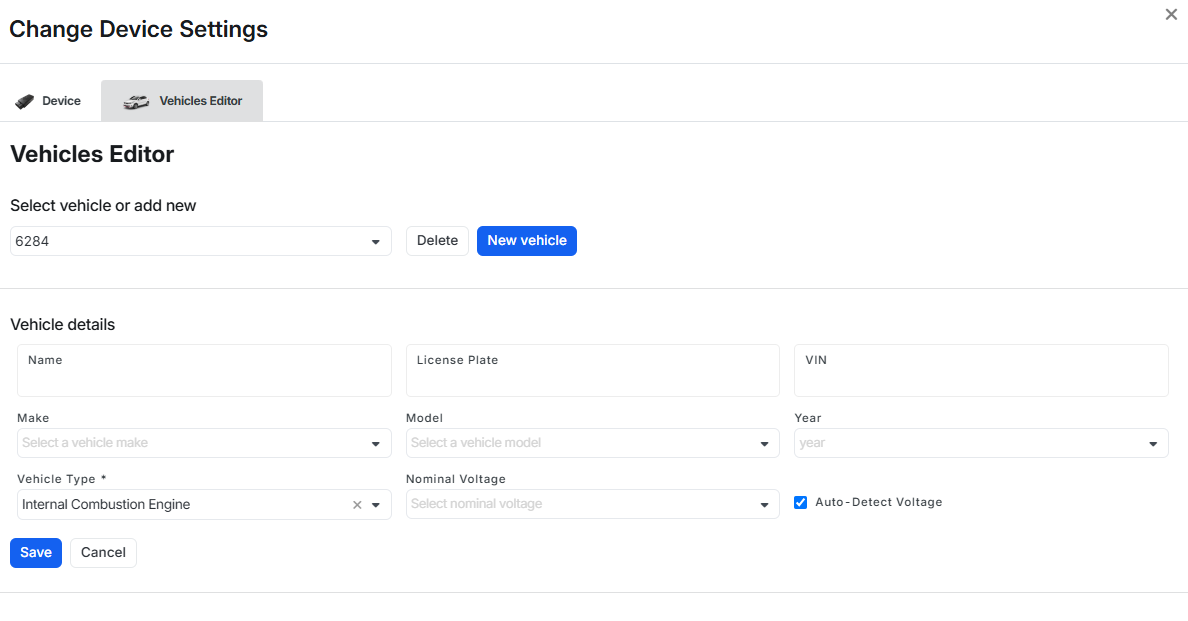 Change Device Settings
Device
Vehicles Editor
Vehicles Editor
Select vehicle or add new
6284
Delete
New vehicle
Vehicle details
Name
License Plate
VIN
Make
Model
Year
Select a vehicle make
Select a vehicle model
year
Vehicle Type *
Nominal Voltage
Internal Combustion Engine
Select nominal voltage
Auto-Detect Voltage
Save
Cancel